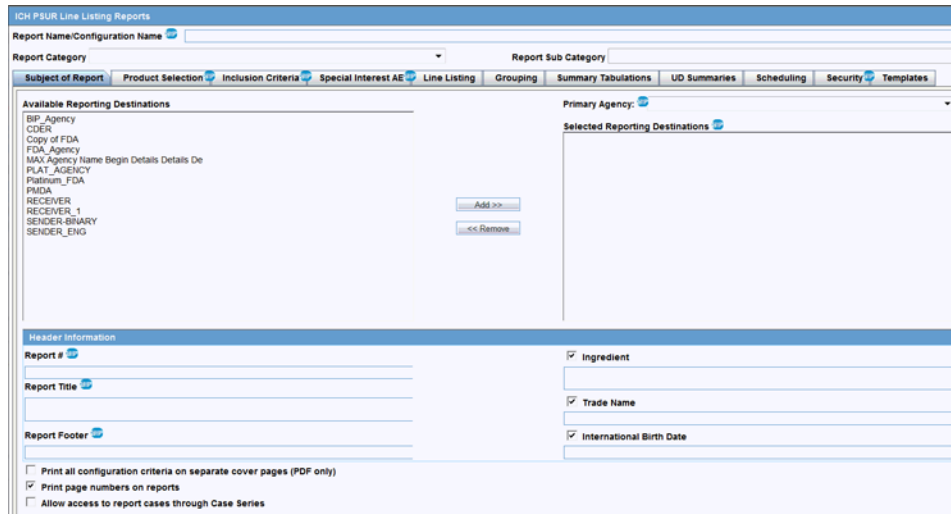 ICH PSUR Line Listing Reports
Report Name/Configuration Name
Report Category
Report Sub Category
Subject of Report Product Selection Inclusion Criteria Special Interest AE Line Listing Grouping Summary Tabulations UD Summaries Scheduling Security Templates
Available Reporting Destinations
BIP_Agency
CDER
Copy of FDA
FDA_Agency
MAX Agency Name Begin Details Details De
PLAT_AGENCY
Platinum_FDA
PMDA
RECEIVER
RECEIVER_1
SENDER-BINARY
SENDER_ENG
Add >>
<< Remove
Primary Agency:
Selected Reporting Destinations
Header Information
Report #
Report Title
Report Footer
Ingredient
Trade Name
International Birth Date
Print all configuration criteria on separate cover pages (PDF only)
Print page numbers on reports
Allow access to report cases through Case Series